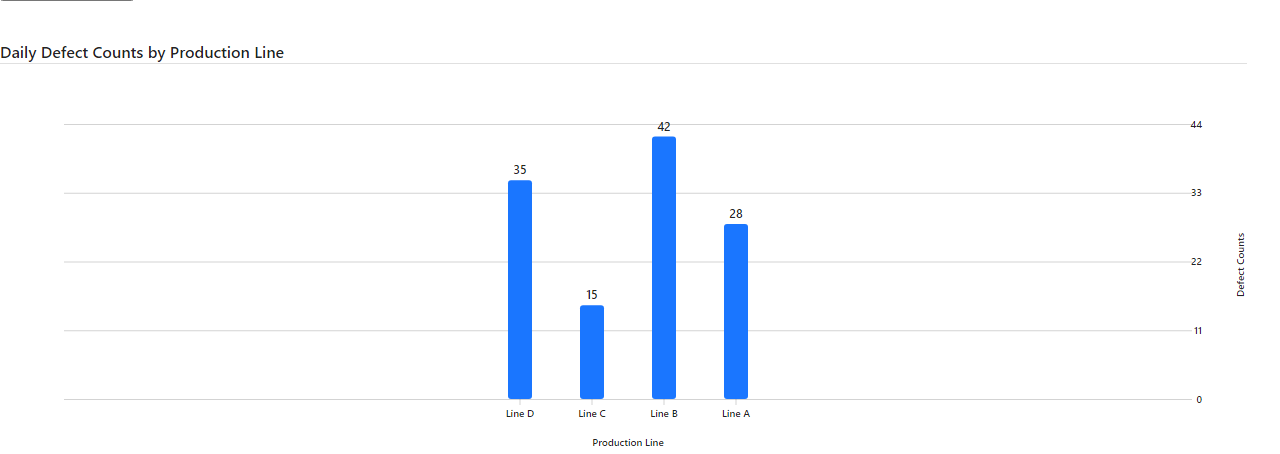 Daily Defect Counts by Production Line
44
42
35
33
28
22
Defect Counts
15
11
0
Line D Line C Line B Line A
Production Line